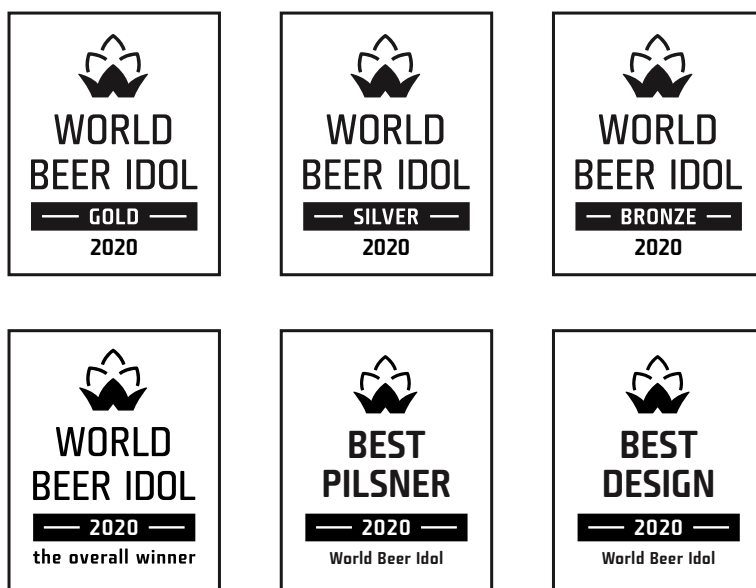 WORLD
BEER IDOL
GOLD
2020
WORLD
BEER IDOL
SILVER
2020
WORLD
BEER IDOL
BRONZE
2020
WORLD
BEER IDOL
2020
the overall winner
BEST
PILSNER
2020
World Beer Idol
BEST
DESIGN
2020
World Beer Idol